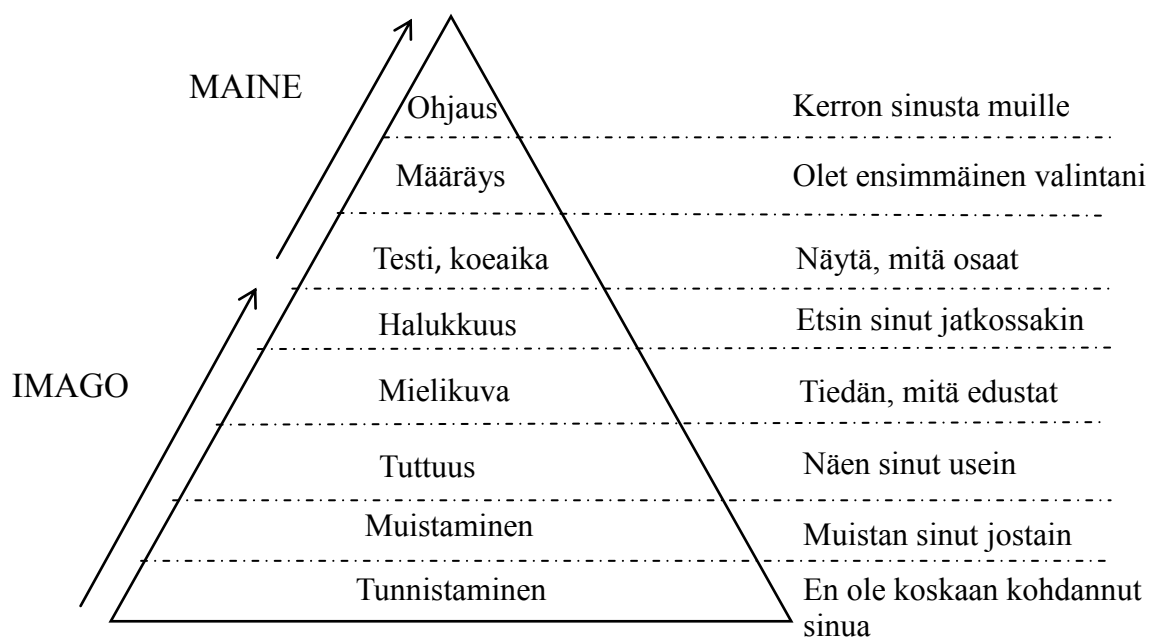 MAINE
Ohjaus
Kerron sinusta muille
Määräys
Olet ensimmäinen valintani
Testi, koeaika
Näytä, mitä osaat
Halukkuus
Etsin sinut jatkossakin
IMAGO
Mielikuva
Tiedän, mitä edustat
Tuttuus
Näen sinut usein
Muistaminen
Muistan sinut jostain
Tunnistaminen
En ole koskaan kohdannut
sinua